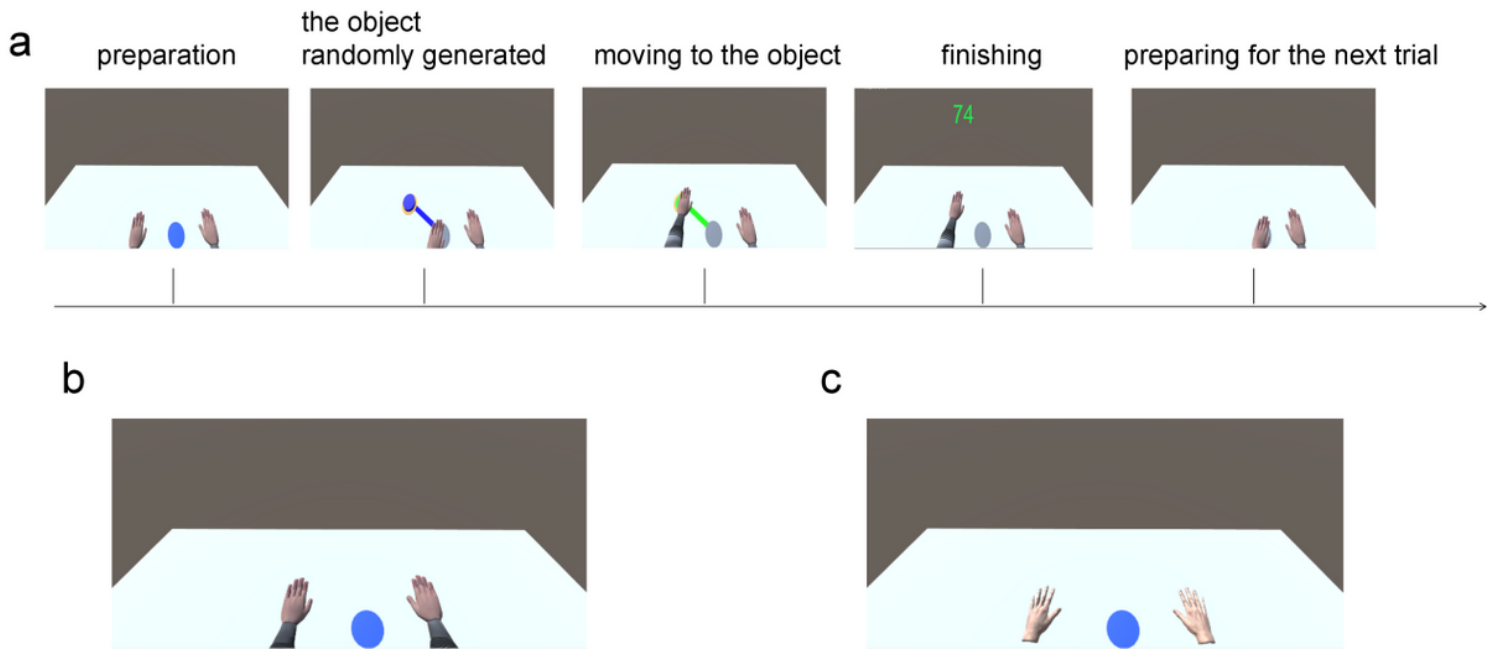 a
preparation
the object
randomly generated
moving to the object
finishing
preparing for the next trial
74
b
c